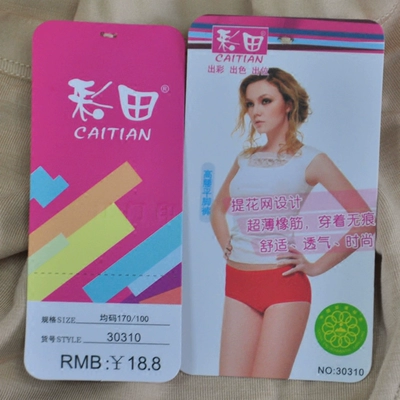 彩田®
CAITIAN
规格SIZE 均码170/100
货号STYLE 30310
RMB:￥18.8
彩田®
CAITIAN
出彩 出色 出位
提花网设计
超薄橡筋,穿着无痕
舒适·透气·时尚
NO:30310